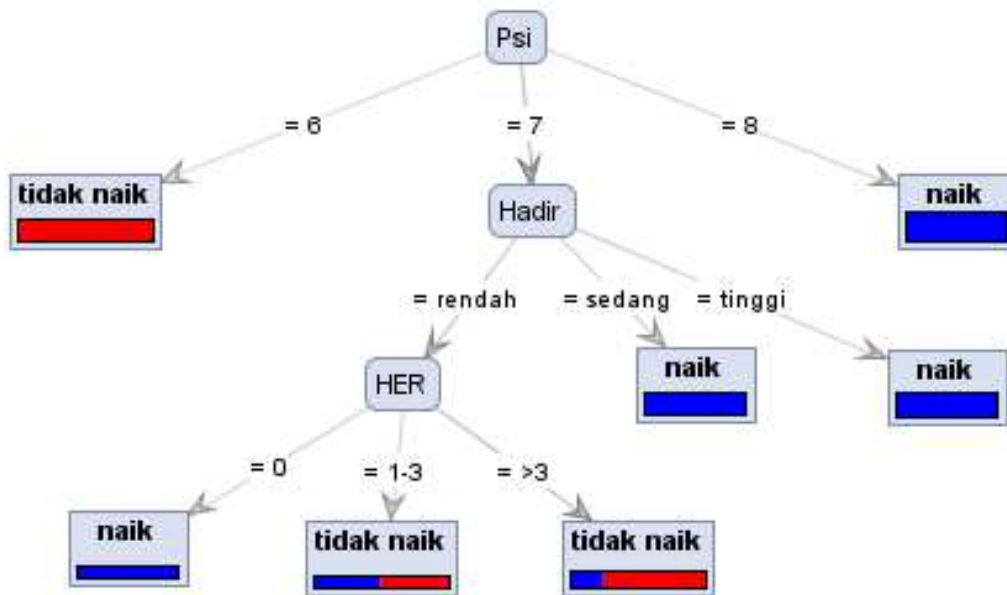 Psi
= 6
= 7
= 8
tidak naik
Hadir
naik
= rendah
= sedang
= tinggi
HER
naik
naik
= 0
= 1-3
= >3
naik
tidak naik
tidak naik